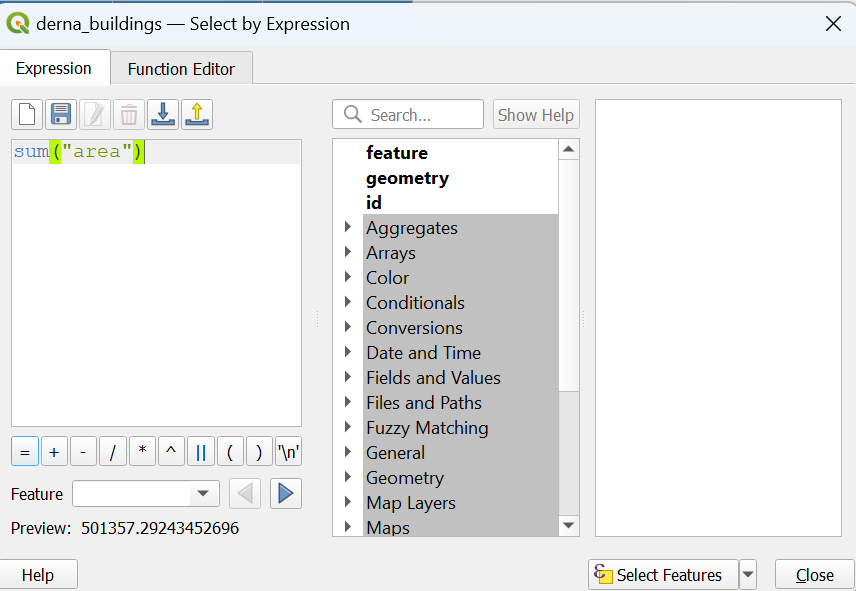 derna_buildings — Select by Expression
Expression
Function Editor
Search...
Show Help
sum("area")
feature
geometry
id
Aggregates
Arrays
Color
Conditionals
Conversions
Date and Time
Fields and Values
Files and Paths
Fuzzy Matching
General
Geometry
Map Layers
Maps
= + - / * ^ || ( ) '\n'
Feature
Preview: 501357.29243452696
Help
ε Select Features
Close